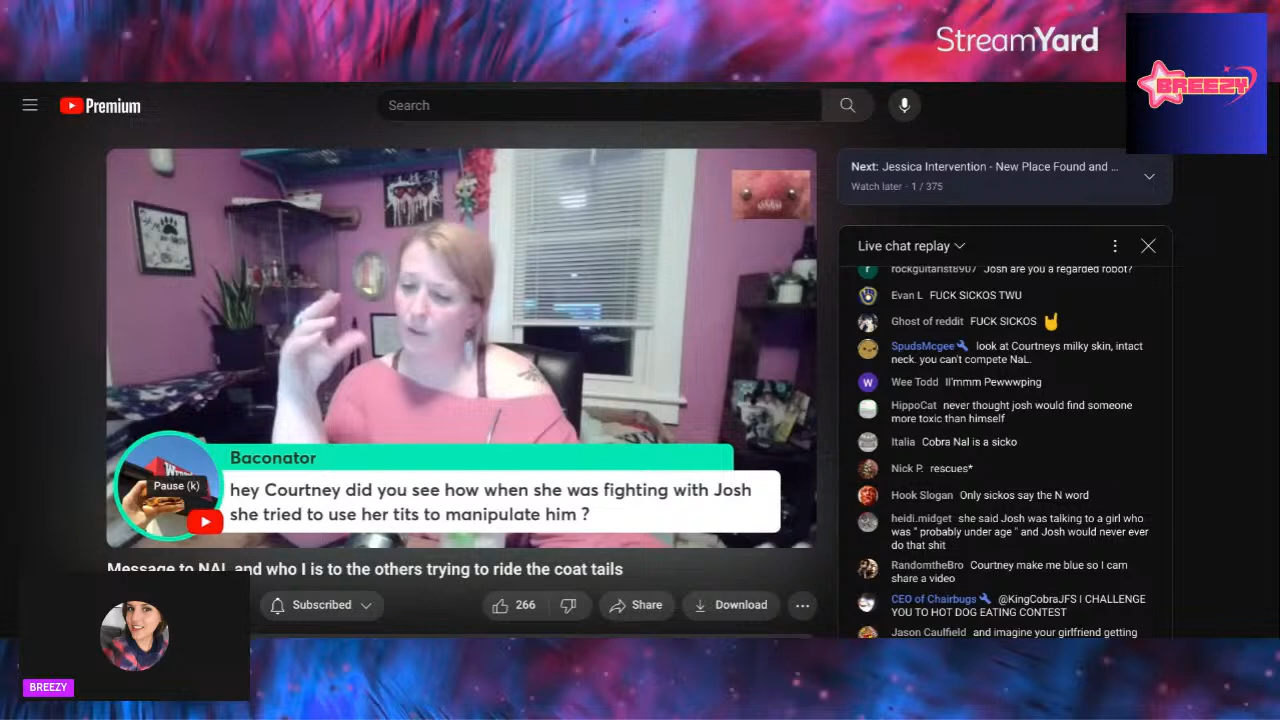 StreamYard
BREEZY
Premium
Search
Next: Jessica Intervention - New Place Found and ...
Watch later · 1 / 375
Live chat replay
rockguitarist8907 Josh are you a regarded robot?
Evan L FUCK SICKOS TWU
Ghost of reddit FUCK SICKOS
SpudsMcgee look at Courtneys milky skin, intact
neck. you can't compete NaL.
Wee Todd II'mmm Pewwwping
HippoCat never thought josh would find someone
more toxic than himself
Italia Cobra Nal is a sicko
Nick P. rescues*
Hook Slogan Only sickos say the N word
heidi.midget she said Josh was talking to a girl who
was " probably under age " and Josh would never ever
do that shit
RandomtheBro Courtney make me blue so I cam
share a video
CEO of Chairbugs @KingCobraJFS I CHALLENGE
YOU TO HOT DOG EATING CONTEST
Jason Caulfield and imagine your girlfriend getting
Baconator
Pause (k)
hey Courtney did you see how when she was fighting with Josh
she tried to use her tits to manipulate him ?
Message to NAL and who I is to the others trying to ride the coat tails
Subscribed
266
Share
Download
BREEZY